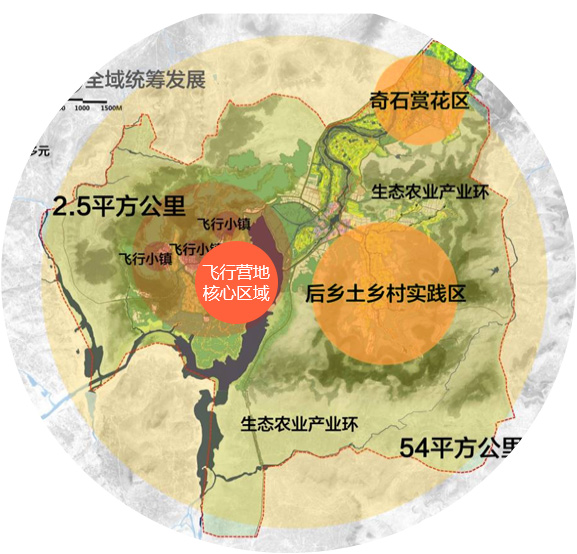 全域统筹发展
1000 1500M
多元
奇石赏花区
生态农业产业环
2.5平方公里
飞行小镇
飞行小镇
飞行小镇
飞行营地
核心区域
后乡土乡村实践区
生态农业产业环
54平方公里